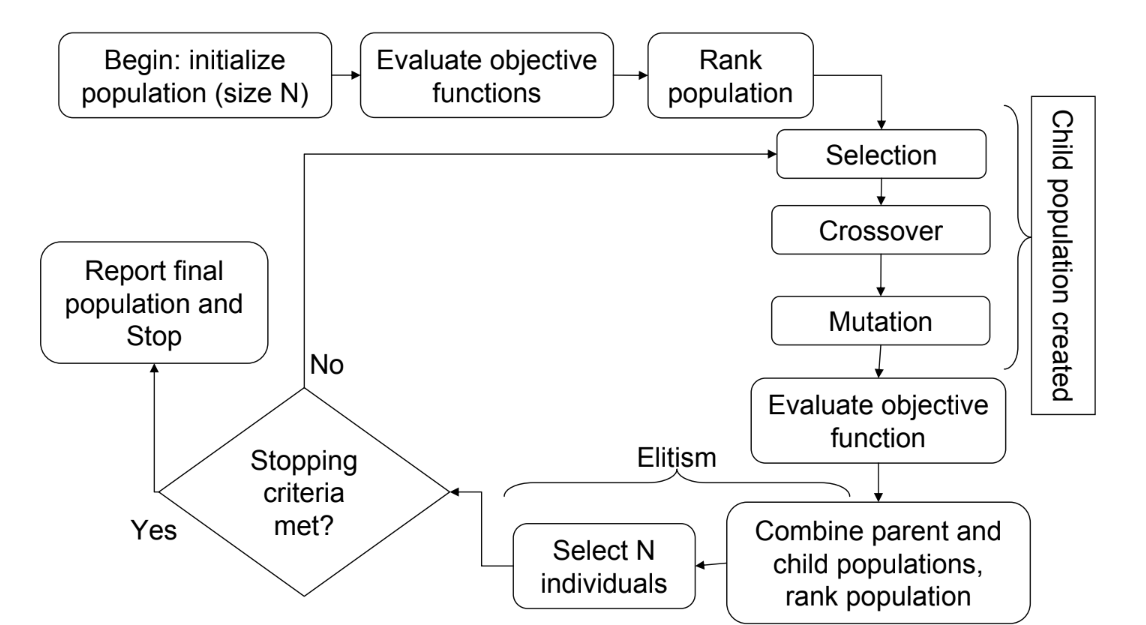 Begin: initialize
population (size N)
Evaluate objective
functions
Rank
population
Selection
Crossover
Mutation
Child population created
Evaluate objective
function
Combine parent and
child populations,
rank population
Elitism
Select N
individuals
Stopping
criteria
met?
No
Yes
Report final
population and
Stop